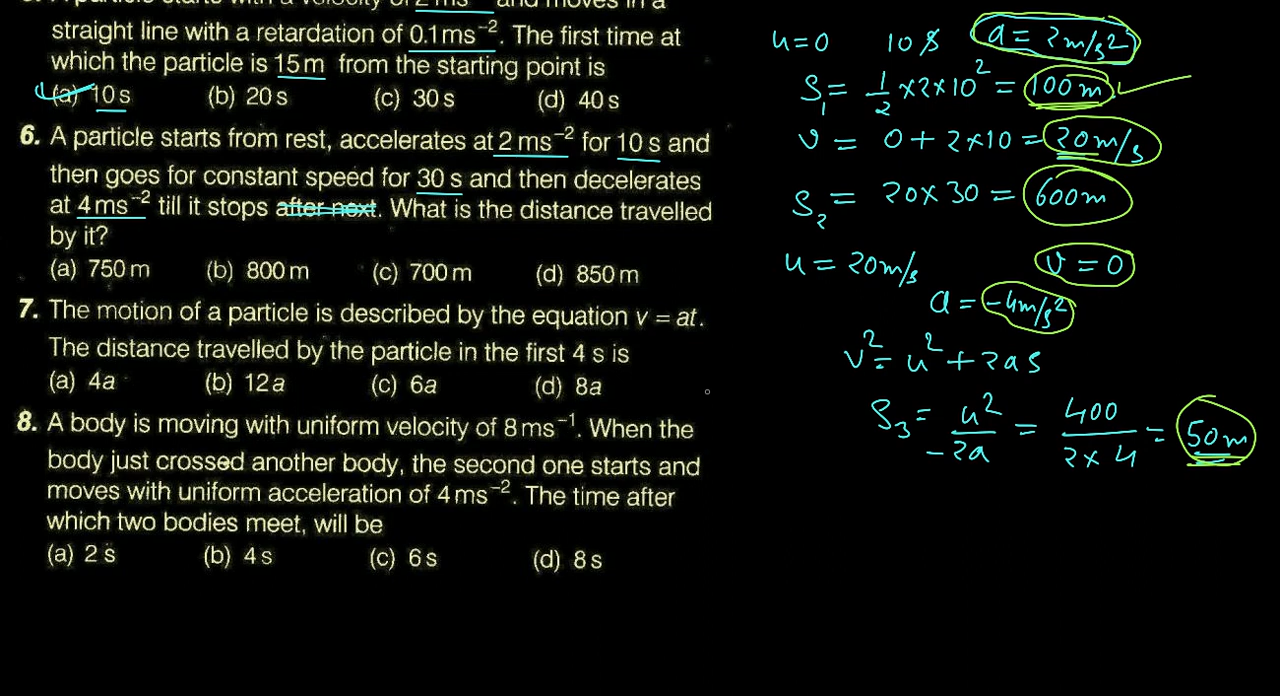 straight line with a retardation of 0.1 ms⁻². The first time at
which the particle is 15 m from the starting point is
(a) 10 s (b) 20 s (c) 30 s (d) 40 s
6. A particle starts from rest, accelerates at 2 ms⁻² for 10 s and
then goes for constant speed for 30 s and then decelerates
at 4 ms⁻² till it stops after next. What is the distance travelled
by it?
(a) 750 m (b) 800 m (c) 700 m (d) 850 m
7. The motion of a particle is described by the equation v = at.
The distance travelled by the particle in the first 4 s is
(a) 4a (b) 12a (c) 6a (d) 8a
8. A body is moving with uniform velocity of 8 ms⁻¹. When the
body just crossed another body, the second one starts and
moves with uniform acceleration of 4 ms⁻². The time after
which two bodies meet, will be
(a) 2 s (b) 4 s (c) 6 s (d) 8 s
u=0 10 s a = 2m/s²
S₁ = 1/2 ×2×10² = 100m
v = 0+2×10 = 20m/s
S₂ = 20×30 = 600m
u = 20m/s v = 0
a = -4m/s²
v² = u² + 2as
S₃ = u²/-2a = 400/2×4 = 50m